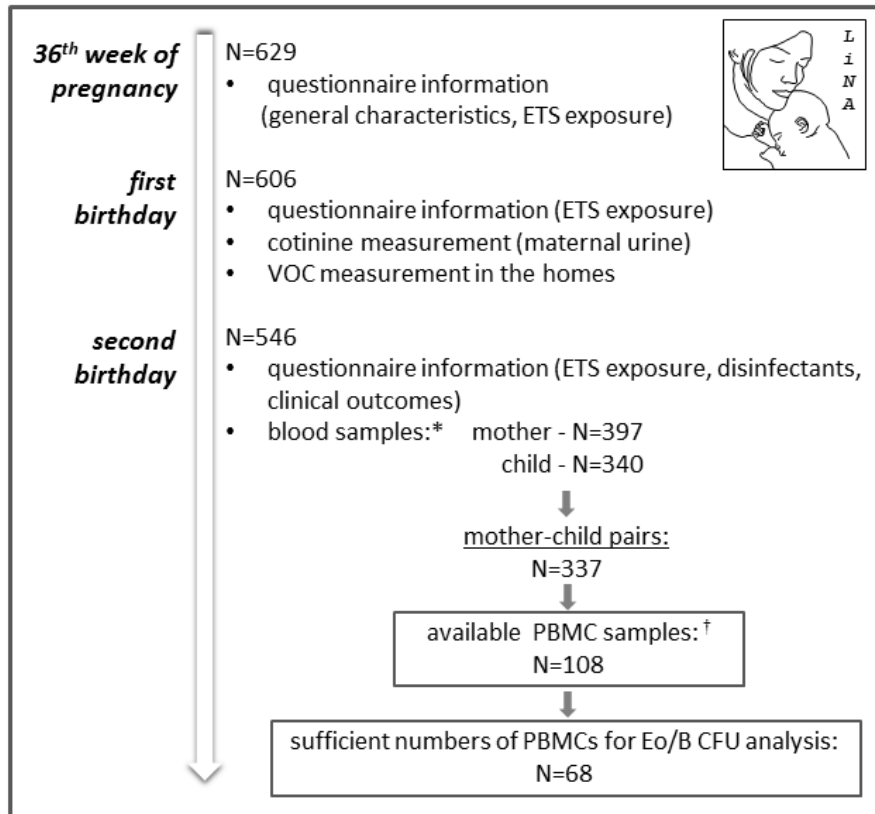 36th week of
pregnancy
N=629
• questionnaire information
(general characteristics, ETS exposure)
L
i
N
A
first
birthday
N=606
• questionnaire information (ETS exposure)
• cotinine measurement (maternal urine)
• VOC measurement in the homes
second
birthday
N=546
• questionnaire information (ETS exposure, disinfectants,
clinical outcomes)
• blood samples:* mother - N=397
child - N=340
mother-child pairs:
N=337
available PBMC samples: †
N=108
sufficient numbers of PBMCs for Eo/B CFU analysis:
N=68